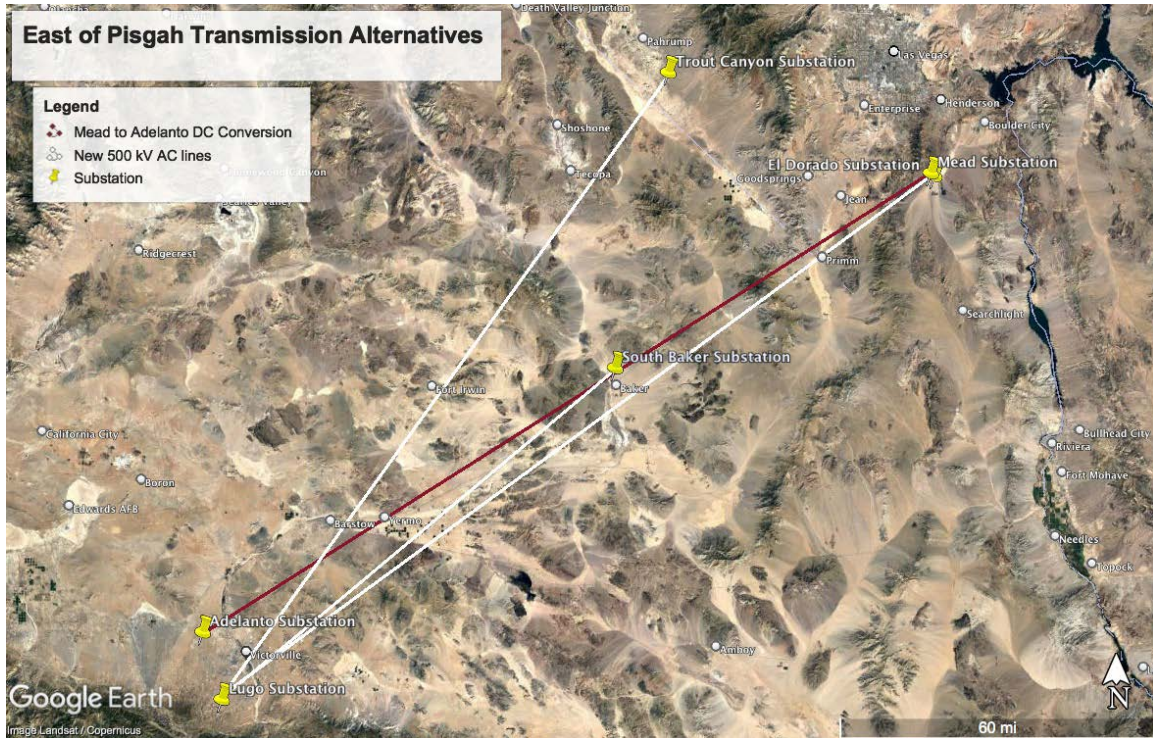 East of Pisgah Transmission Alternatives
Death Valley Junction
Pahrump
Trout Canyon Substation
Las Vegas
Legend
Mead to Adelanto DC Conversion
New 500 kV AC lines
Substation
Enterprise
Henderson
Boulder City
Shoshone
Tecopa
El Dorado Substation
Mead Substation
Goodsprings
Jean
Ridgecrest
Primm
Searchlight
South Baker Substation
Baker
Fort Irwin
California City
Bullhead City
Riviera
Boron
Fort Mohave
Edwards AFB
Barstow
Yermo
Needles
Topock
Adelanto Substation
Victorville
Amboy
Lugo Substation
Google Earth
N
Image Landsat / Copernicus
60 mi